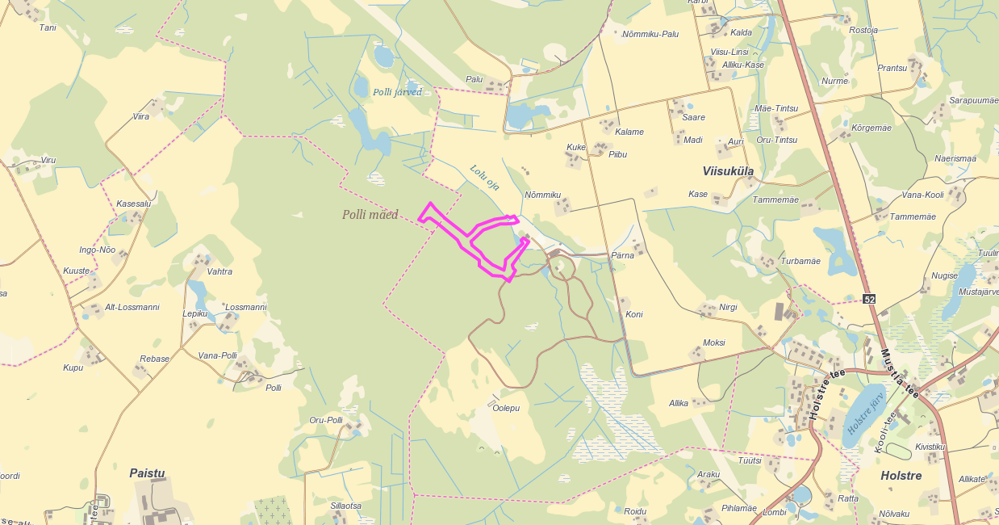 Tani
Karbi
Kalda
Rostoja
Nõmmiku-Palu
Viisu-Linsi
Alliku-Kase
Prantsu
Palu
Nurme
Polli järved
Sarapuumäe
Viira
Saare
Mäe-Tintsu
Kalame
Kõrgemäe
Madi
Auri
Oru-Tintsu
Kuke
Piibu
Viru
Naerismaa
Lolu oja
Viisuküla
Kasesalu
Nõmmiku
Kase
Tammemäe
Vana-Kooli
Polli mäed
Tammemäe
Ingo-Nõo
Pärna
Turbamäe
Kuuste
Vahtra
Nugise
Mustajärve
52
Alt-Lossmanni
Lossmanni
Lepiku
Koni
Nirgi
Moksi
Kupu
Rebase
Vana-Polli
Mustla tee
Polli
Holstre tee
Allika
Oolepu
Holstre järv
Oru-Polli
Kooli-tee
Kivistiku
Tuutsi
Paistu
Araku
Holstre
Allikate
Ratta
Sillaotsa
Roidu
Pihlamäe
Lombi
Nõlvaku
tee